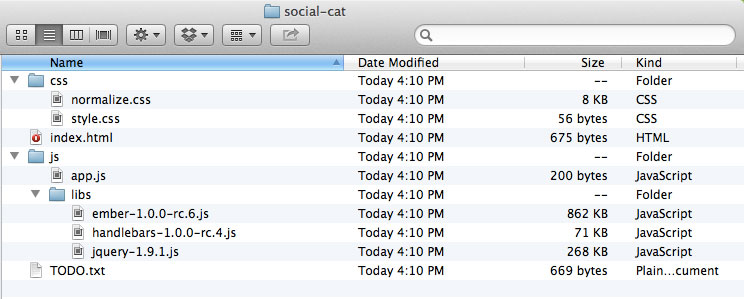 social-cat
Name Date Modified Size Kind
css Today 4:10 PM -- Folder
normalize.css Today 4:10 PM 8 KB CSS
style.css Today 4:10 PM 56 bytes CSS
index.html Today 4:10 PM 675 bytes HTML
js Today 4:10 PM -- Folder
app.js Today 4:10 PM 200 bytes JavaScript
libs Today 4:10 PM -- Folder
ember-1.0.0-rc.6.js Today 4:10 PM 862 KB JavaScript
handlebars-1.0.0-rc.4.js Today 4:10 PM 71 KB JavaScript
jquery-1.9.1.js Today 4:10 PM 268 KB JavaScript
TODO.txt Today 4:10 PM 669 bytes Plain...cument